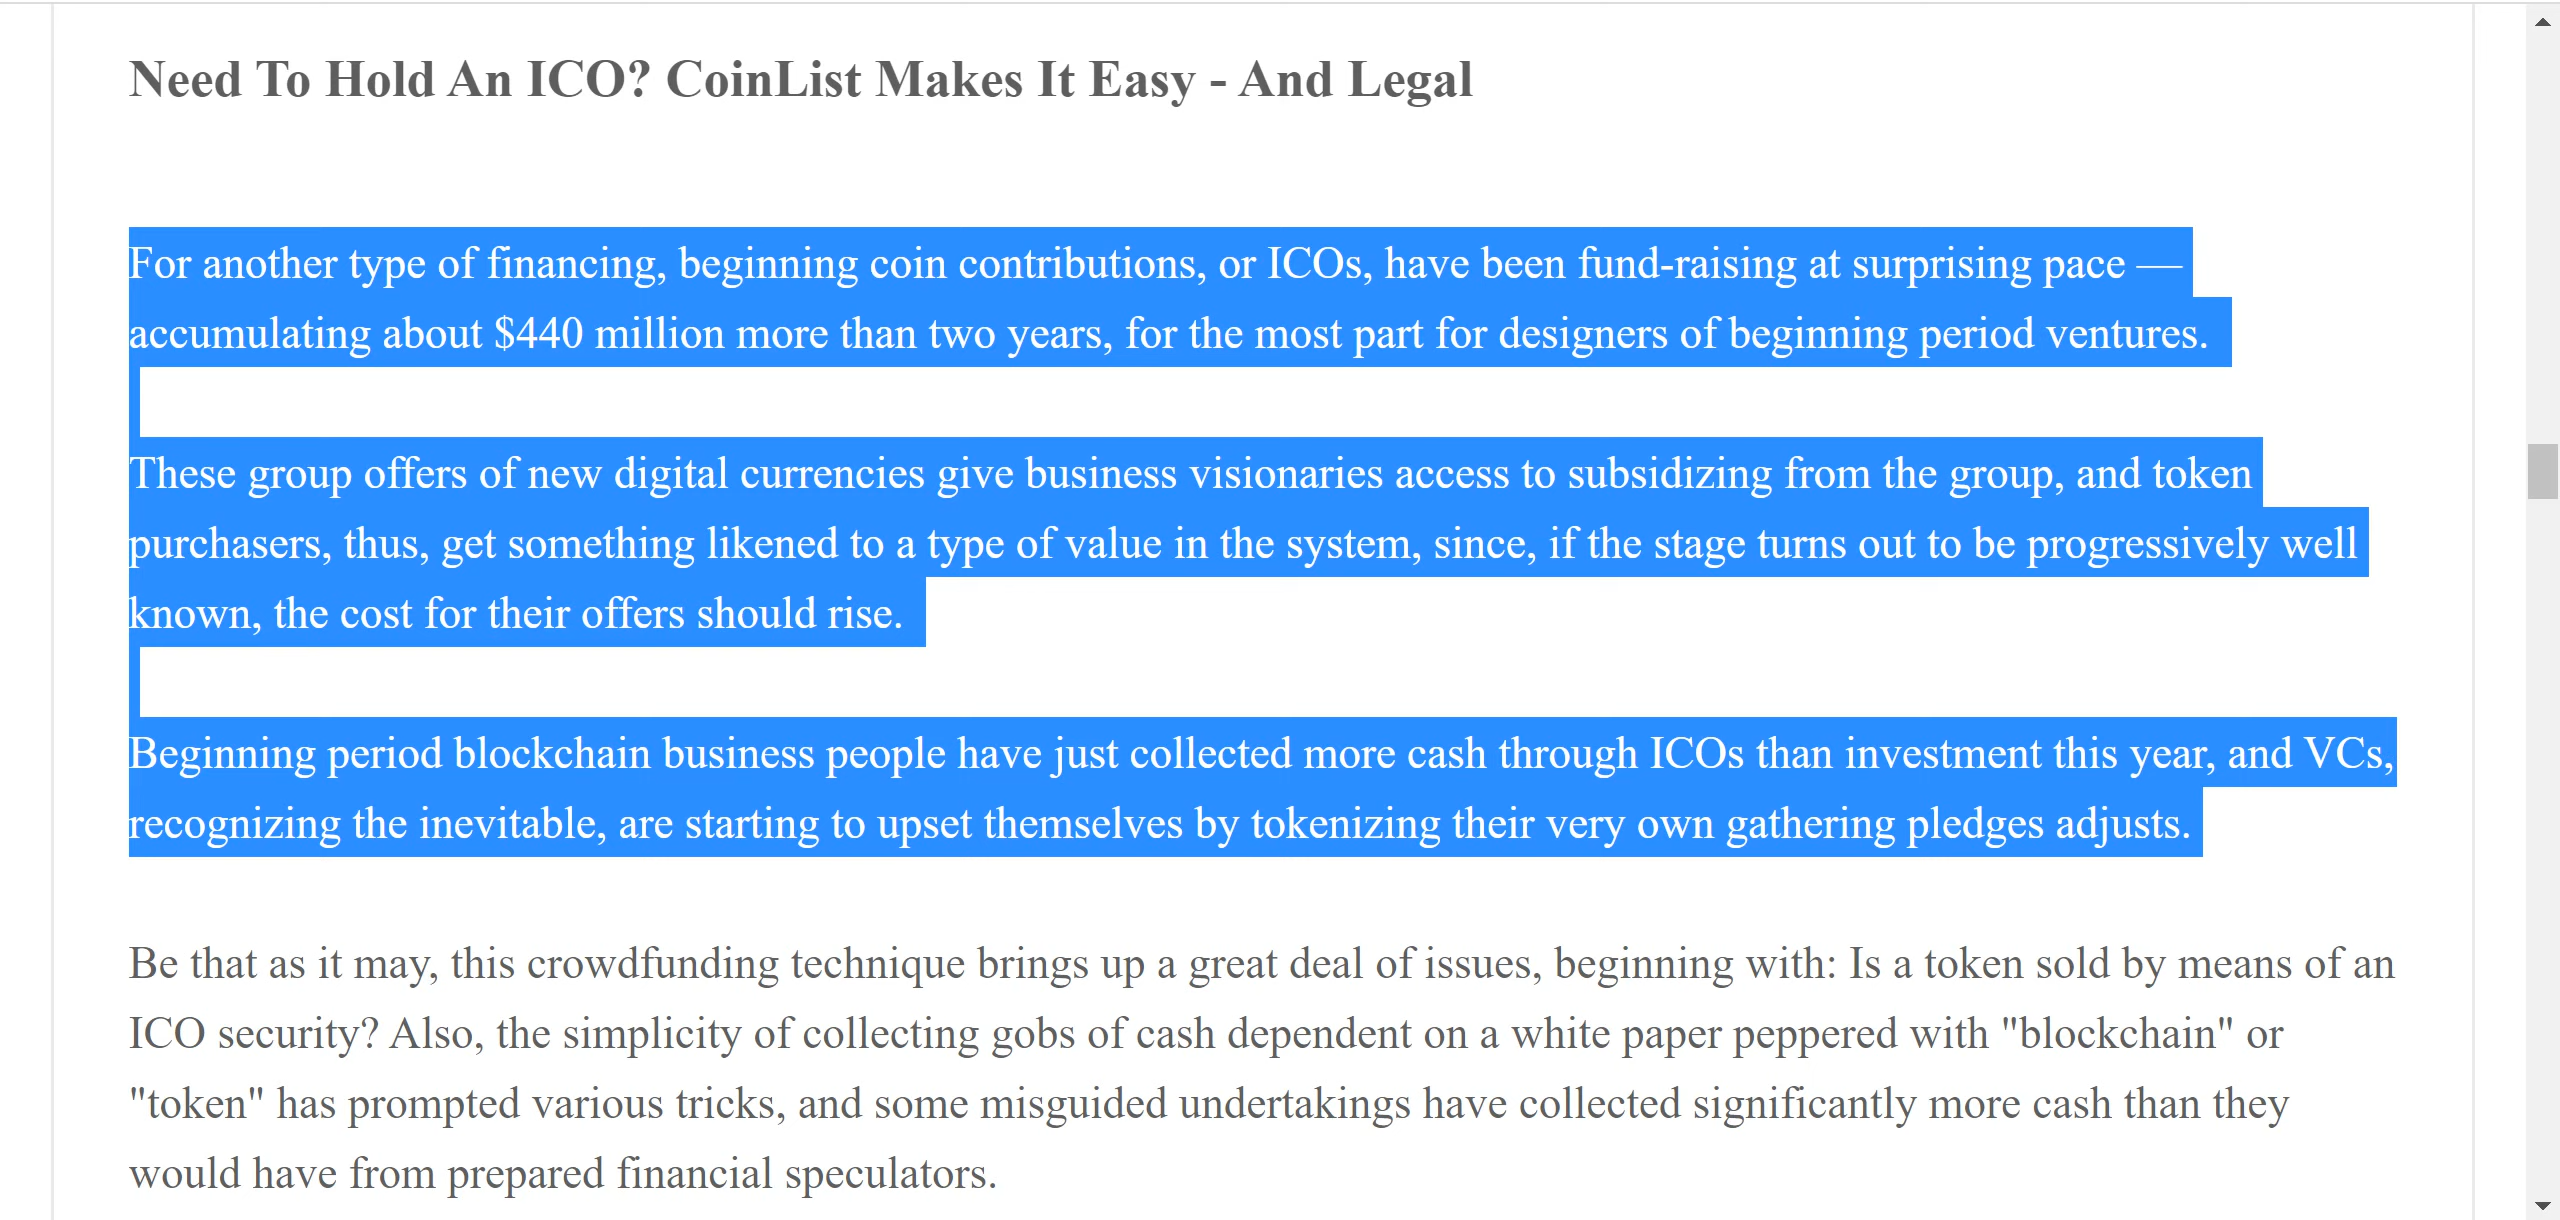 Need To Hold An ICO? CoinList Makes It Easy - And Legal
For another type of financing, beginning coin contributions, or ICOs, have been fund-raising at surprising pace —
accumulating about $440 million more than two years, for the most part for designers of beginning period ventures.
These group offers of new digital currencies give business visionaries access to subsidizing from the group, and token
purchasers, thus, get something likened to a type of value in the system, since, if the stage turns out to be progressively well
known, the cost for their offers should rise.
Beginning period blockchain business people have just collected more cash through ICOs than investment this year, and VCs,
recognizing the inevitable, are starting to upset themselves by tokenizing their very own gathering pledges adjusts.
Be that as it may, this crowdfunding technique brings up a great deal of issues, beginning with: Is a token sold by means of an
ICO security? Also, the simplicity of collecting gobs of cash dependent on a white paper peppered with "blockchain" or
"token" has prompted various tricks, and some misguided undertakings have collected significantly more cash than they
would have from prepared financial speculators.